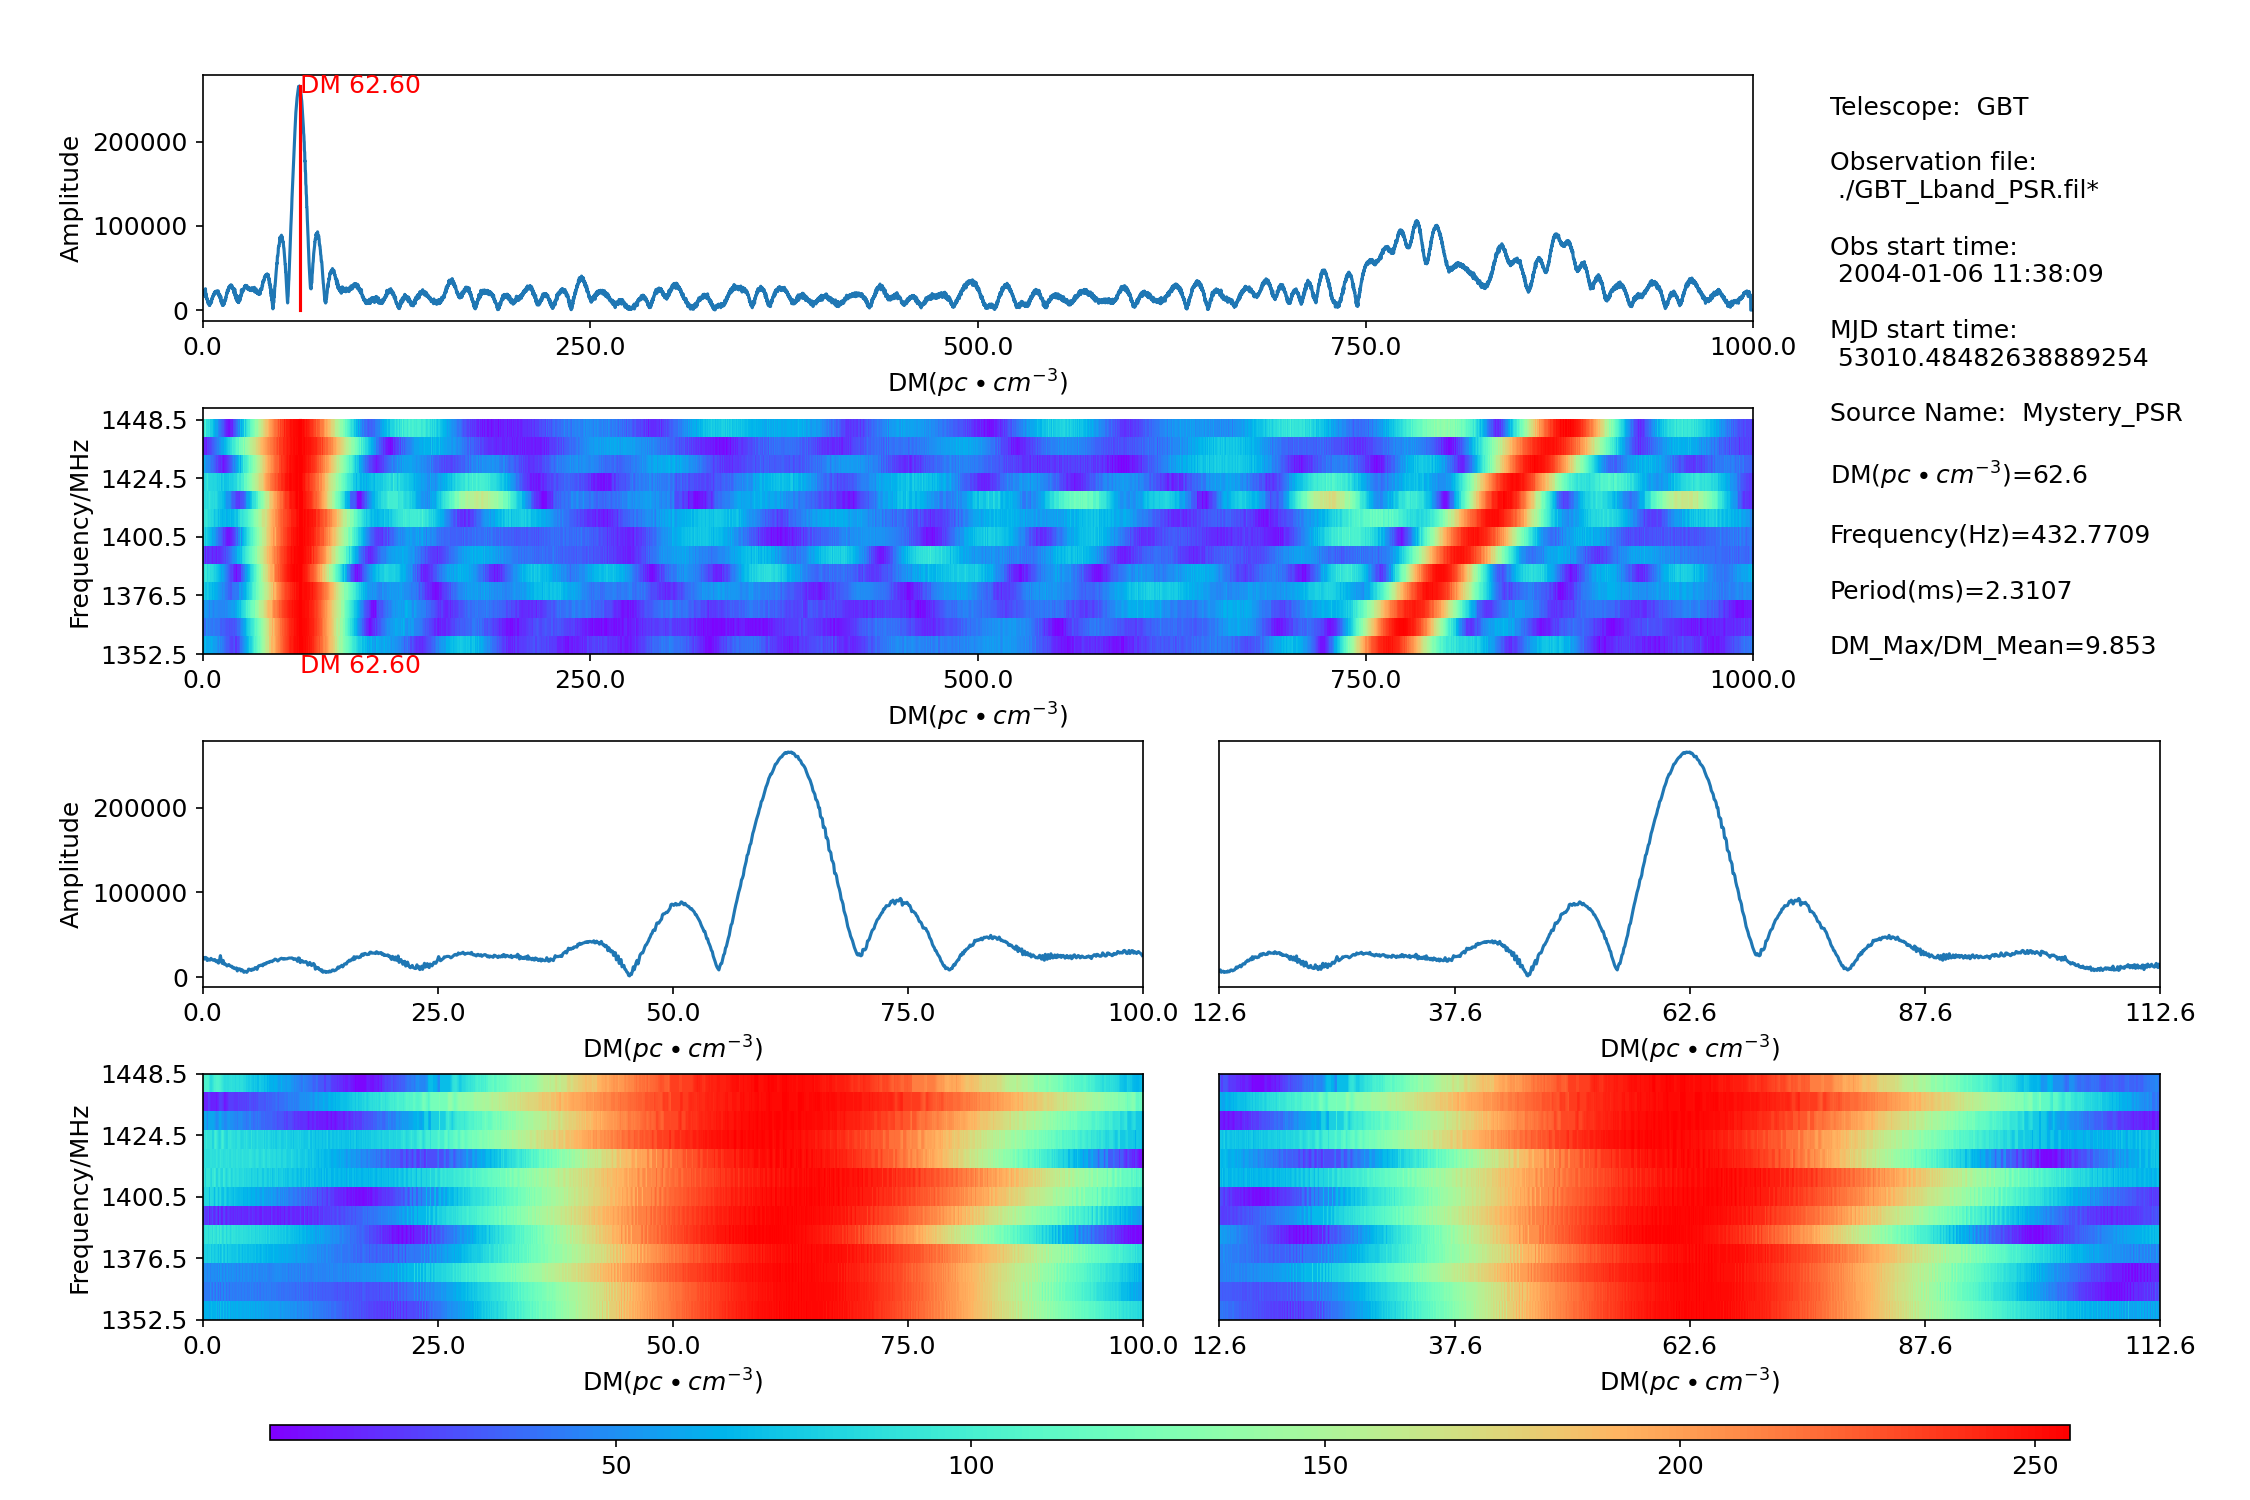 DM 62.60
Amplitude
200000
100000
0
0.0 250.0 500.0 750.0 1000.0
DM(pc • cm⁻³)
Telescope:  GBT
Observation file:
./GBT_Lband_PSR.fil*
Obs start time:
2004-01-06 11:38:09
MJD start time:
53010.48482638889254
Source Name:  Mystery_PSR
DM(pc • cm⁻³)=62.6
Frequency(Hz)=432.7709
Period(ms)=2.3107
DM_Max/DM_Mean=9.853
Frequency/MHz
1448.5
1424.5
1400.5
1376.5
1352.5
DM 62.60
0.0 250.0 500.0 750.0 1000.0
DM(pc • cm⁻³)
Amplitude
200000
100000
0
0.0 25.0 50.0 75.0 100.0
DM(pc • cm⁻³)
12.6 37.6 62.6 87.6 112.6
DM(pc • cm⁻³)
Frequency/MHz
1448.5
1424.5
1400.5
1376.5
1352.5
0.0 25.0 50.0 75.0 100.0
DM(pc • cm⁻³)
12.6 37.6 62.6 87.6 112.6
DM(pc • cm⁻³)
50 100 150 200 250